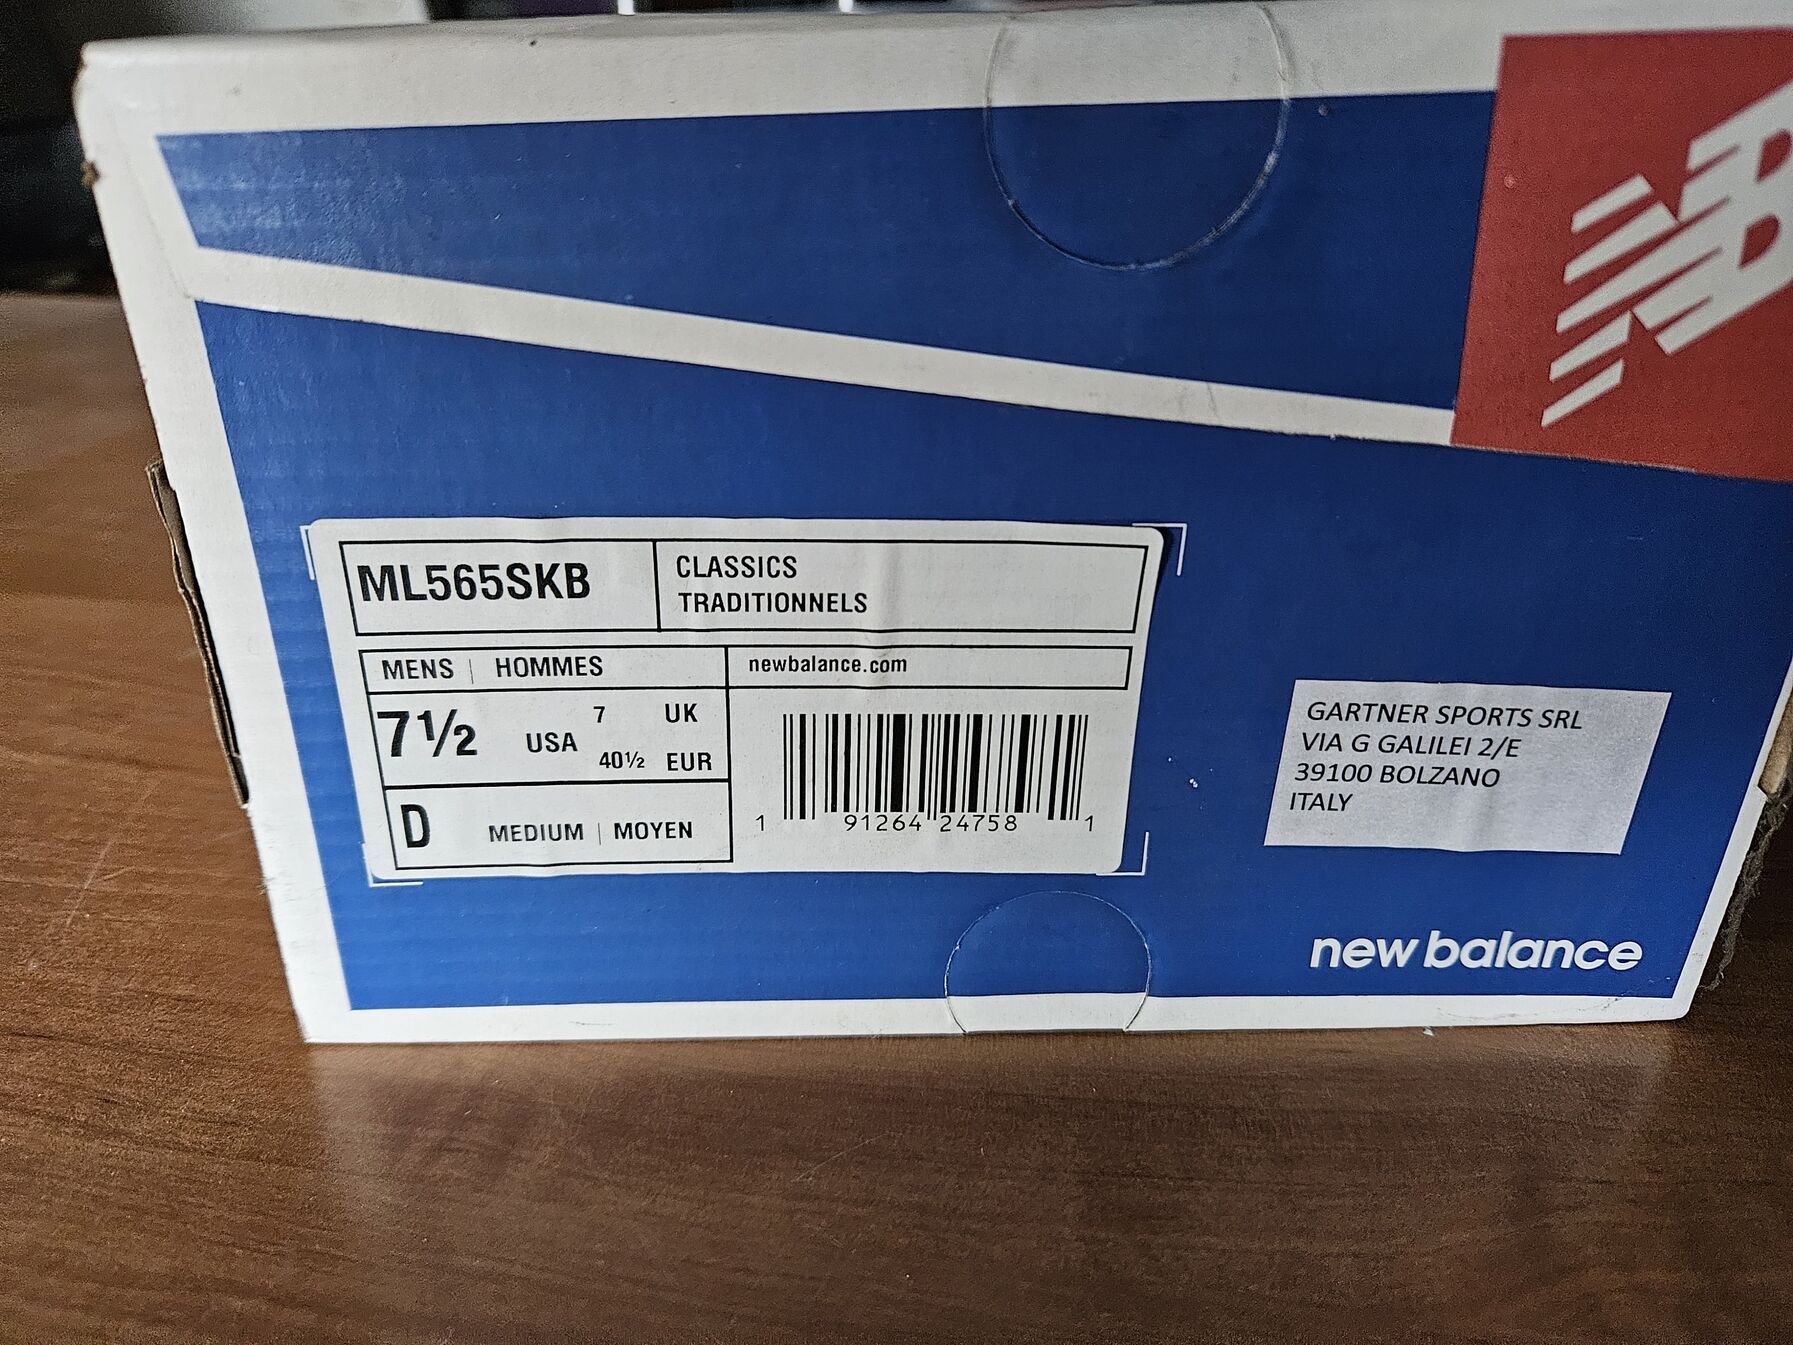 ML565SKB
CLASSICS
TRADITIONNELS
MENS | HOMMES
newbalance.com
7½ USA
7 UK
40½ EUR
D MEDIUM | MOYEN
1 91264 24758 1
GARTNER SPORTS SRL
VIA G GALILEI 2/E
39100 BOLZANO
ITALY
new balance
NB